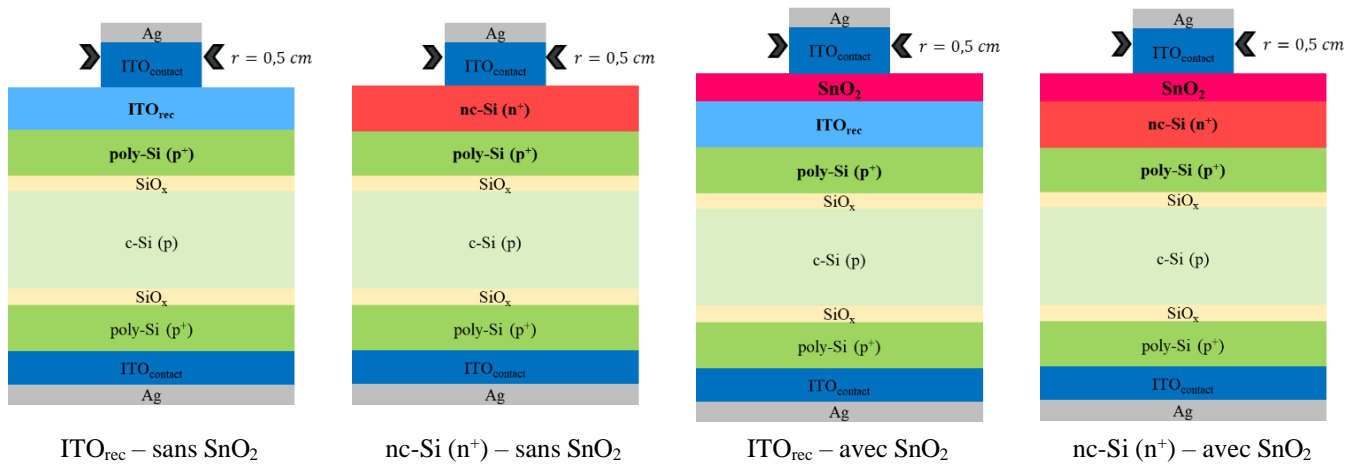 Ag
ITOcontact
r = 0,5 cm
ITOrec
poly-Si (p+)
SiOx
c-Si (p)
SiOx
poly-Si (p+)
ITOcontact
Ag
ITOrec – sans SnO2
Ag
ITOcontact
r = 0,5 cm
nc-Si (n+)
poly-Si (p+)
SiOx
c-Si (p)
SiOx
poly-Si (p+)
ITOcontact
Ag
nc-Si (n+) – sans SnO2
Ag
ITOcontact
r = 0,5 cm
SnO2
ITOrec
poly-Si (p+)
SiOx
c-Si (p)
SiOx
poly-Si (p+)
ITOcontact
Ag
ITOrec – avec SnO2
Ag
ITOcontact
r = 0,5 cm
SnO2
nc-Si (n+)
poly-Si (p+)
SiOx
c-Si (p)
SiOx
poly-Si (p+)
ITOcontact
Ag
nc-Si (n+) – avec SnO2